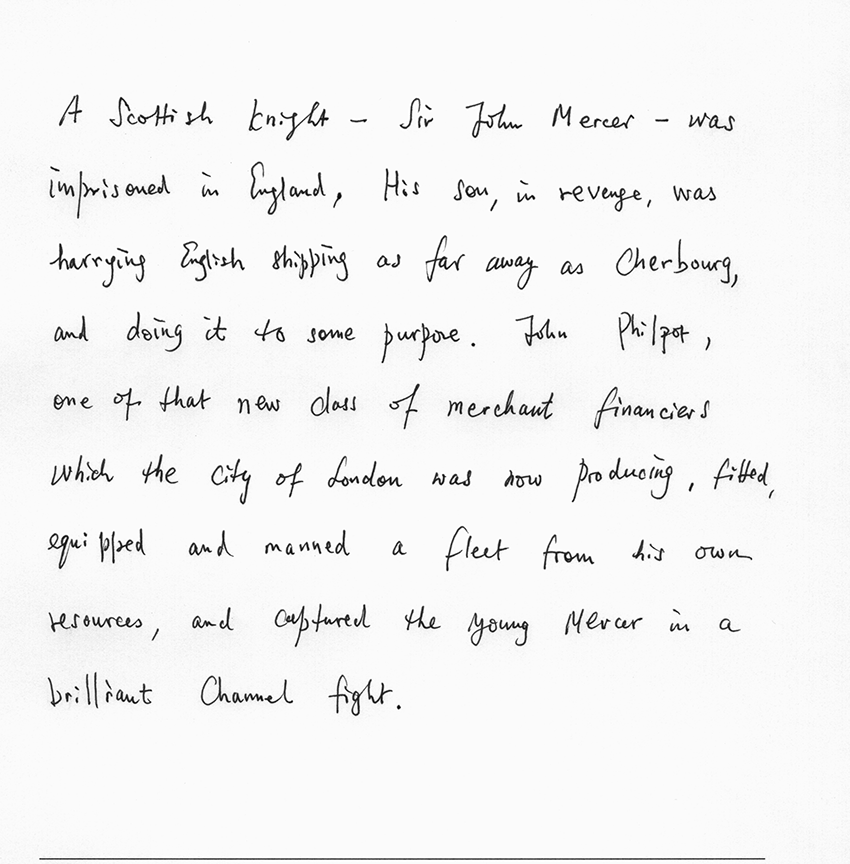 A Scottish knight - Sir John Mercer - was
imprisoned in England, His son, in revenge, was
harrying English shipping as far away as Cherbourg,
and doing it to some purpose. John Philpot,
one of that new class of merchant financiers
which the city of London was now producing, fitted,
equipped and manned a fleet from his own
resources, and captured the young Mercer in a
brilliant Channel fight.